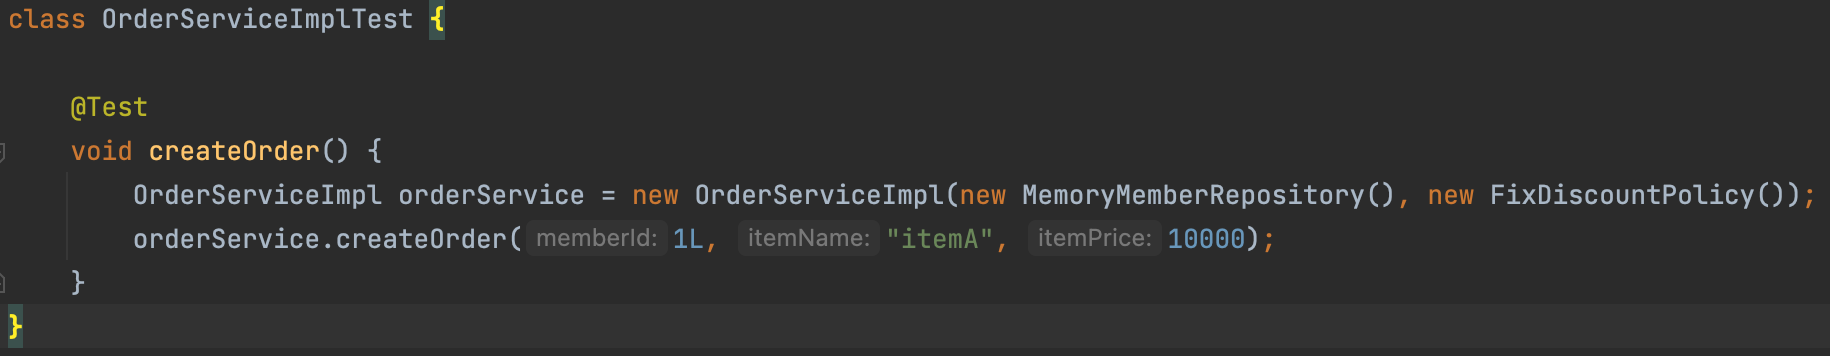 class OrderServiceImplTest {
@Test
void createOrder() {
OrderServiceImpl orderService = new OrderServiceImpl(new MemoryMemberRepository(), new FixDiscountPolicy());
orderService.createOrder( memberId: 1L, itemName: "itemA", itemPrice: 10000);
}
}